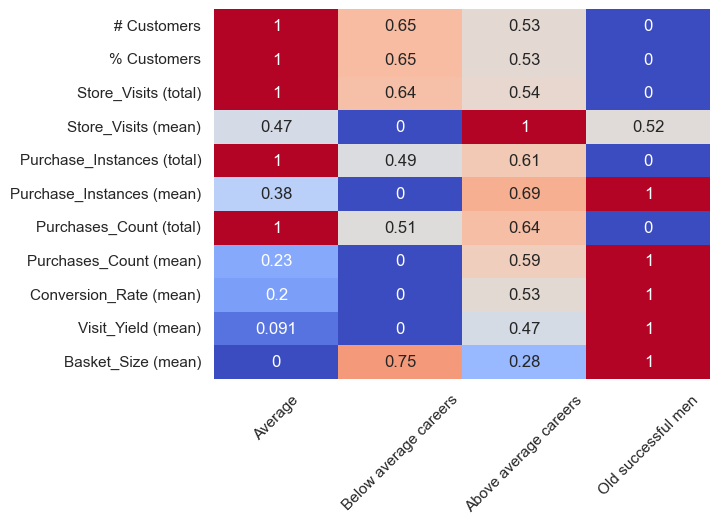 # Customers 1 0.65 0.53 0
% Customers 1 0.65 0.53 0
Store_Visits (total) 1 0.64 0.54 0
Store_Visits (mean) 0.47 0 1 0.52
Purchase_Instances (total) 1 0.49 0.61 0
Purchase_Instances (mean) 0.38 0 0.69 1
Purchases_Count (total) 1 0.51 0.64 0
Purchases_Count (mean) 0.23 0 0.59 1
Conversion_Rate (mean) 0.2 0 0.53 1
Visit_Yield (mean) 0.091 0 0.47 1
Basket_Size (mean) 0 0.75 0.28 1
Average
Below average careers
Above average careers
Old successful men